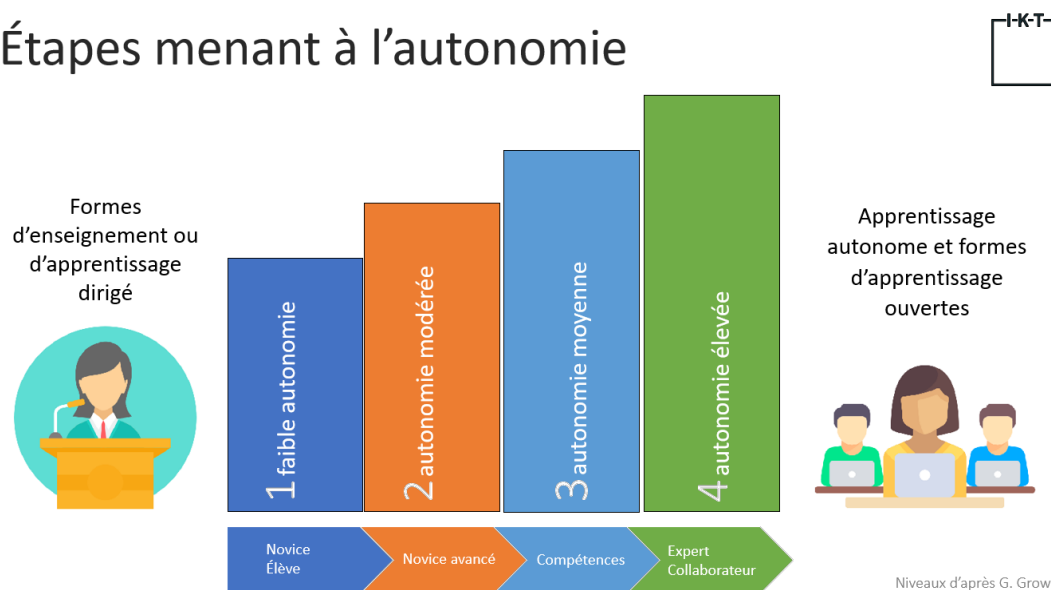 Étapes menant à l’autonomie
I-K-T-
Formes
d’enseignement ou
d’apprentissage
dirigé
1 faible autonomie
2 autonomie modérée
3 autonomie moyenne
4 autonomie élevée
Apprentissage
autonome et formes
d’apprentissage
ouvertes
Novice
Élève
Novice avancé
Compétences
Expert
Collaborateur
Niveaux d’après G. Grow